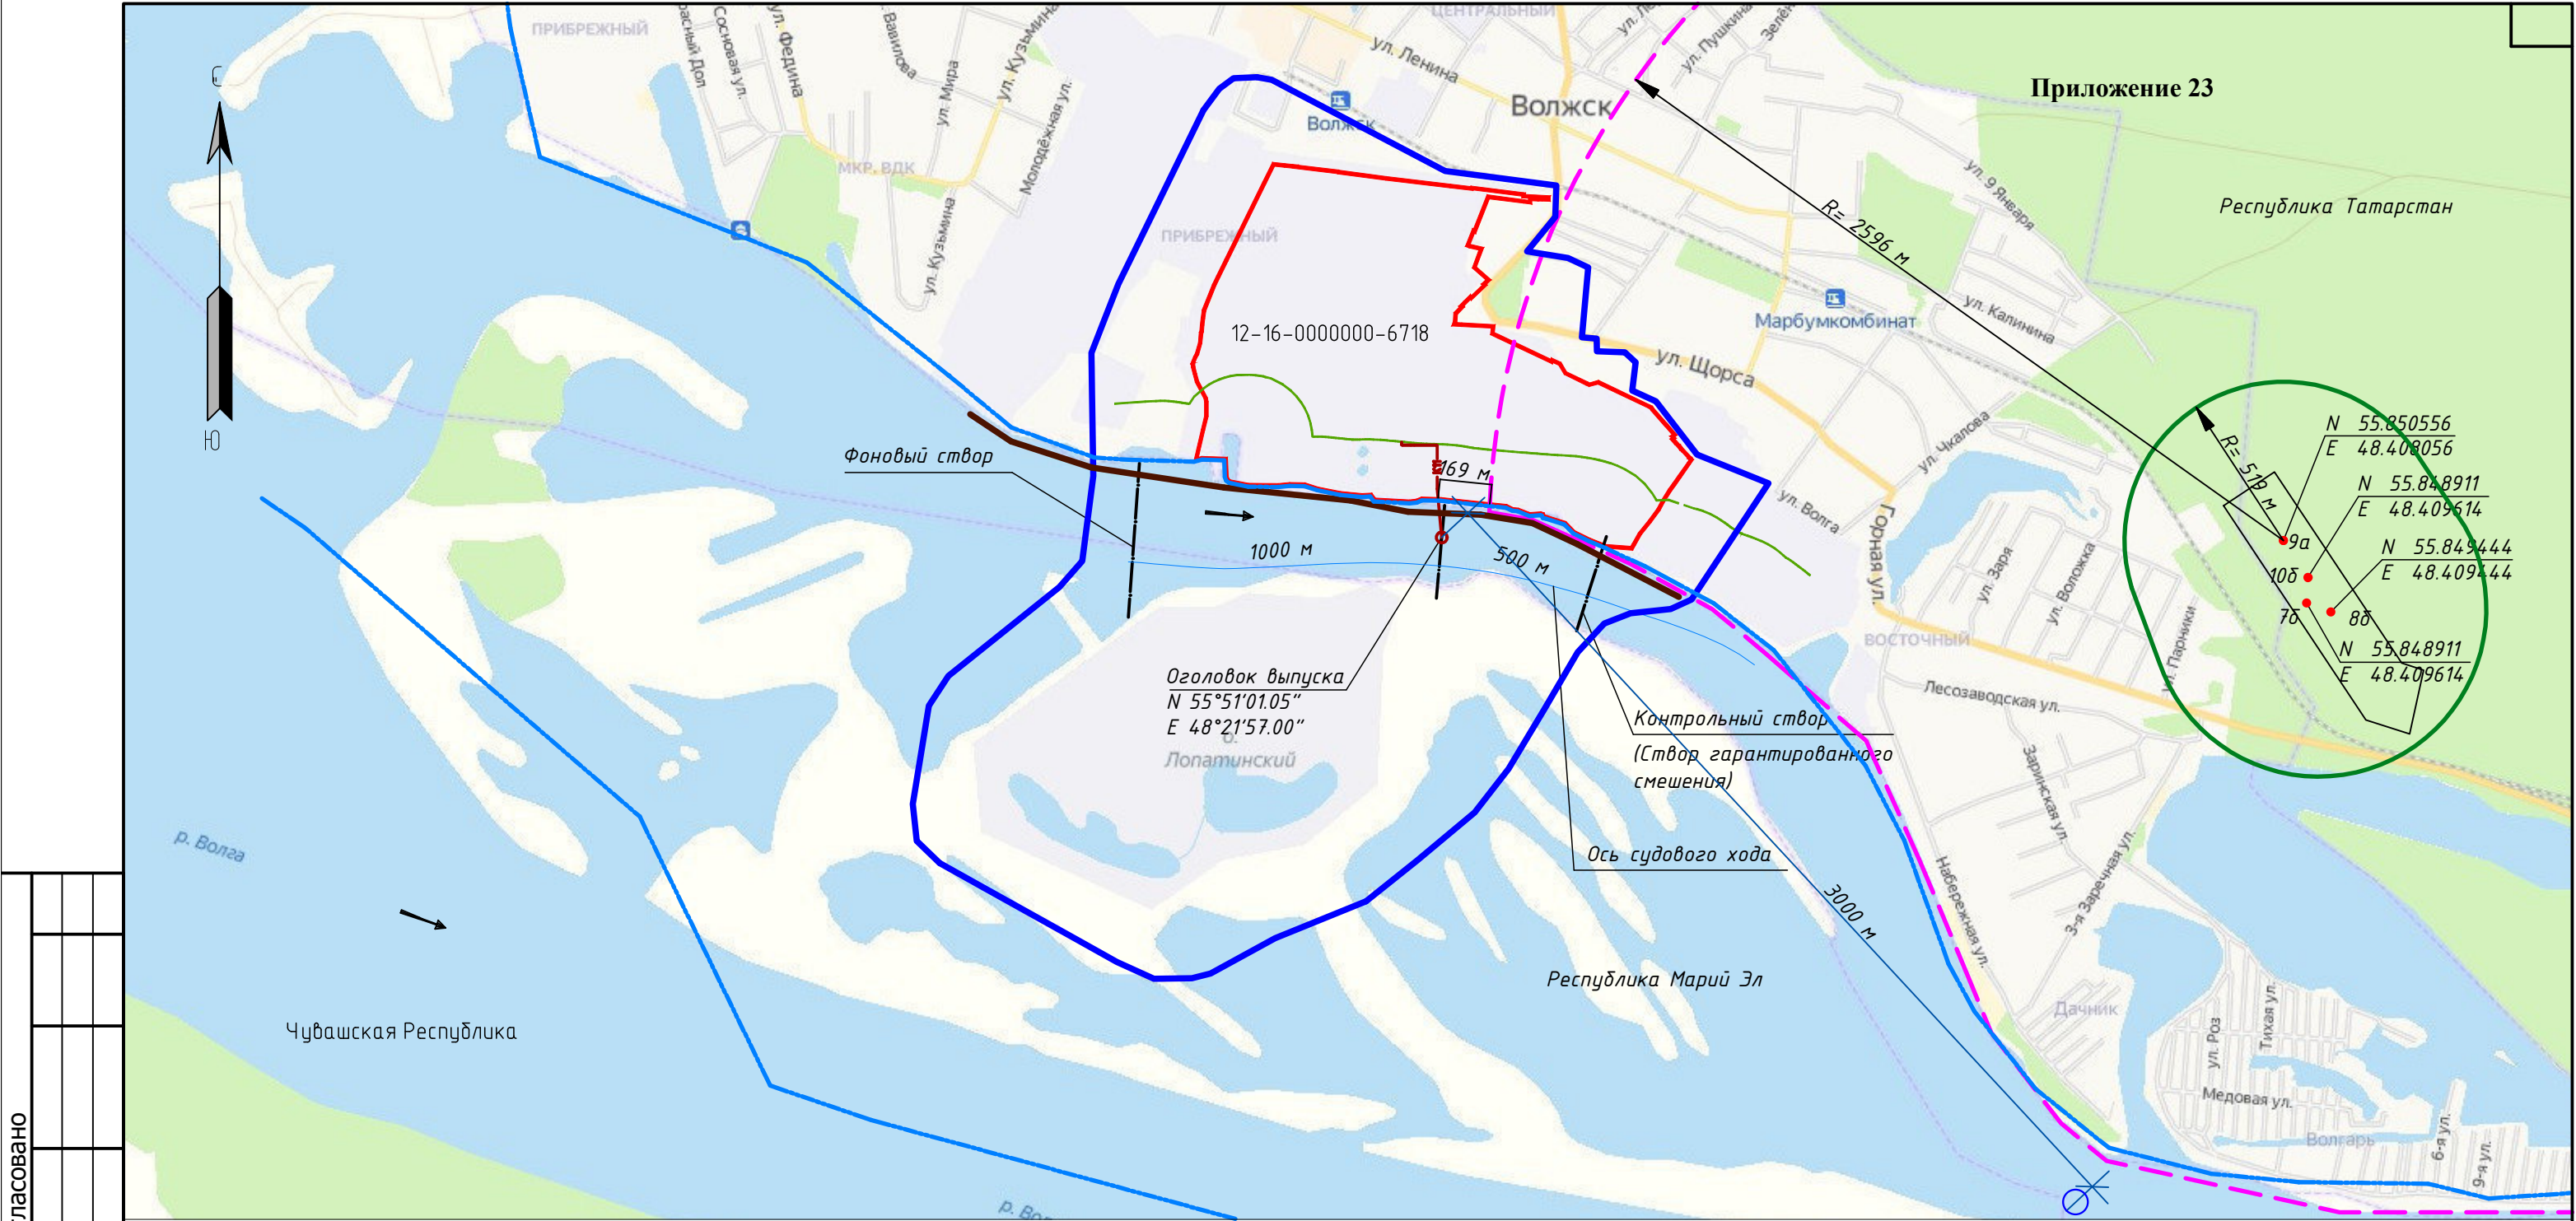 Приложение 23
ПРИБРЕЖНЫЙ
Сосновая ул.
ул. Федина
ул. Мира
ул. Кузьмина
Молодёжная ул.
МКР. ВДК
ул. Кузьмина
ЦЕНТРАЛЬНЫЙ
ул. Ленина
ул. Пушкина
Волжск
Волжск
ПРИБРЕЖНЫЙ
12-16-0000000-6718
R= 2596 м
ул. 9 Января
Республика Татарстан
ул. Калинина
Марбумкомбинат
ул. Щорса
ул. Чкалова
ул. Волга
Горная ул.
ул. Заря
ул. Воложка
ул. Парники
ВОСТОЧНЫЙ
Лесозаводская ул.
Заринская ул.
3-я Заречная ул.
Набережная ул.
R= 519 м
N 55.850556
E 48.408056
N 55.848911
E 48.409614
N 55.849444
E 48.409444
N 55.848911
E 48.409614
9а
10б
7б
8б
С
Ю
Фоновый створ
169 м
1000 м
500 м
Оголовок выпуска
N 55°51'01.05"
E 48°21'57.00"
о.
Лопатинский
Контрольный створ
(Створ гарантированного
смешения)
Ось судового хода
3000 м
Республика Марий Эл
р. Волга
Чувашская Республика
Дачник
ул. Роз
Тихая ул.
Медовая ул.
Волгарь
6-я ул.
9-я ул.